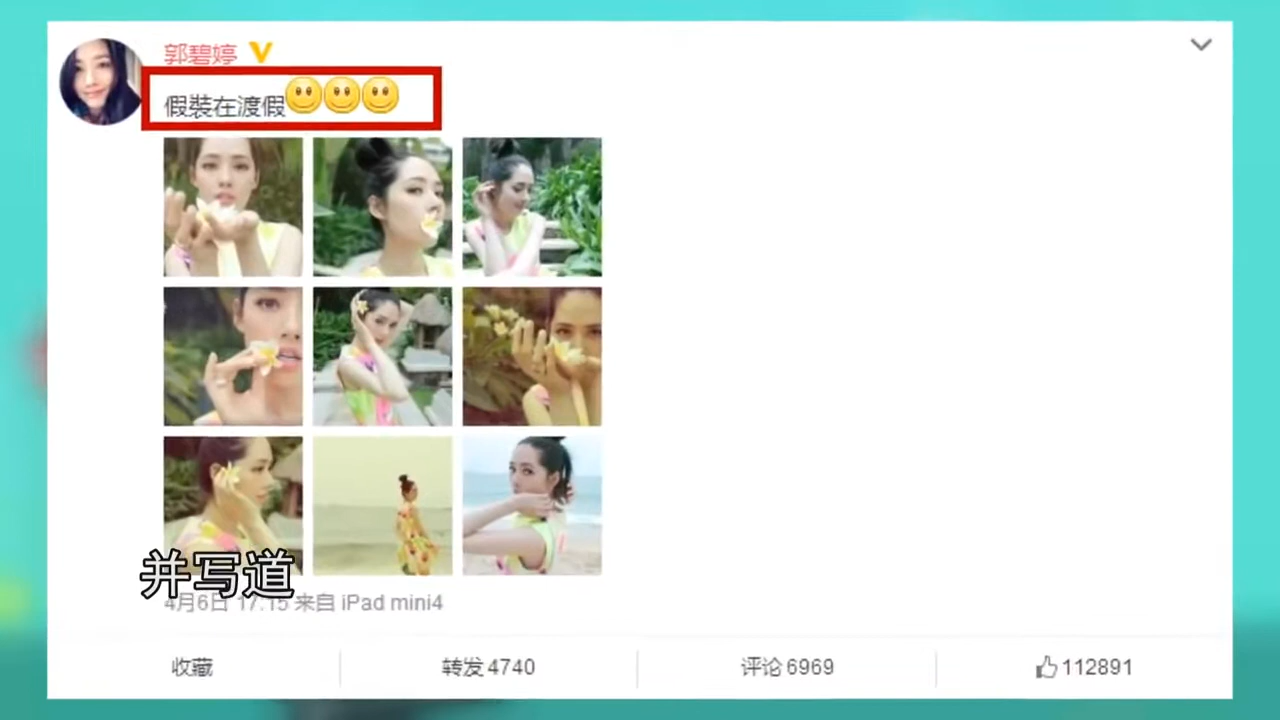 郭碧婷
假裝在渡假
并写道
4月6日 17:15 来自 iPad mini4
收藏
转发 4740
评论 6969
112891